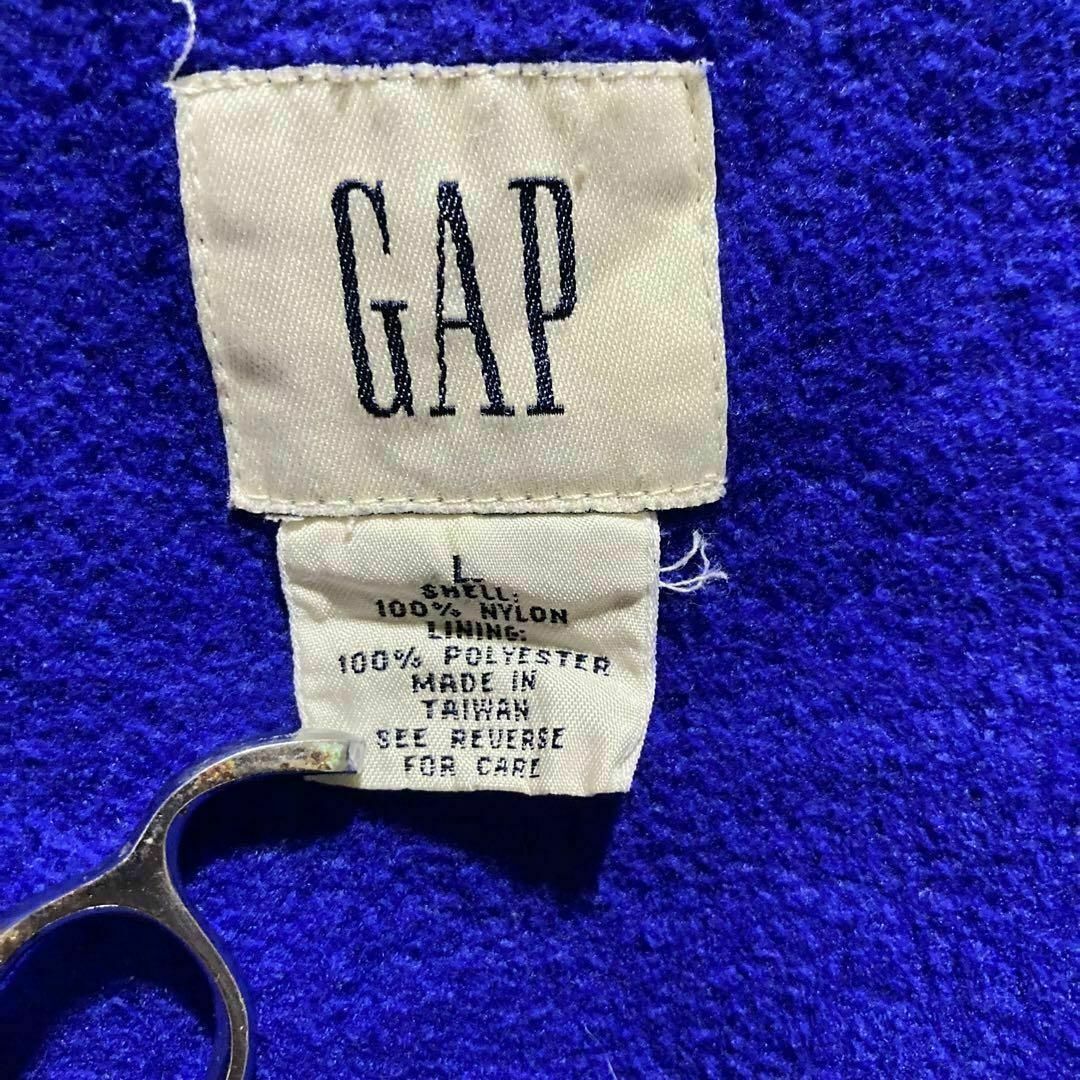 GAP
L
SHELL:
100% NYLON
LINING:
100% POLYESTER
MADE IN
TAIWAN
SEE REVERSE
FOR CARE